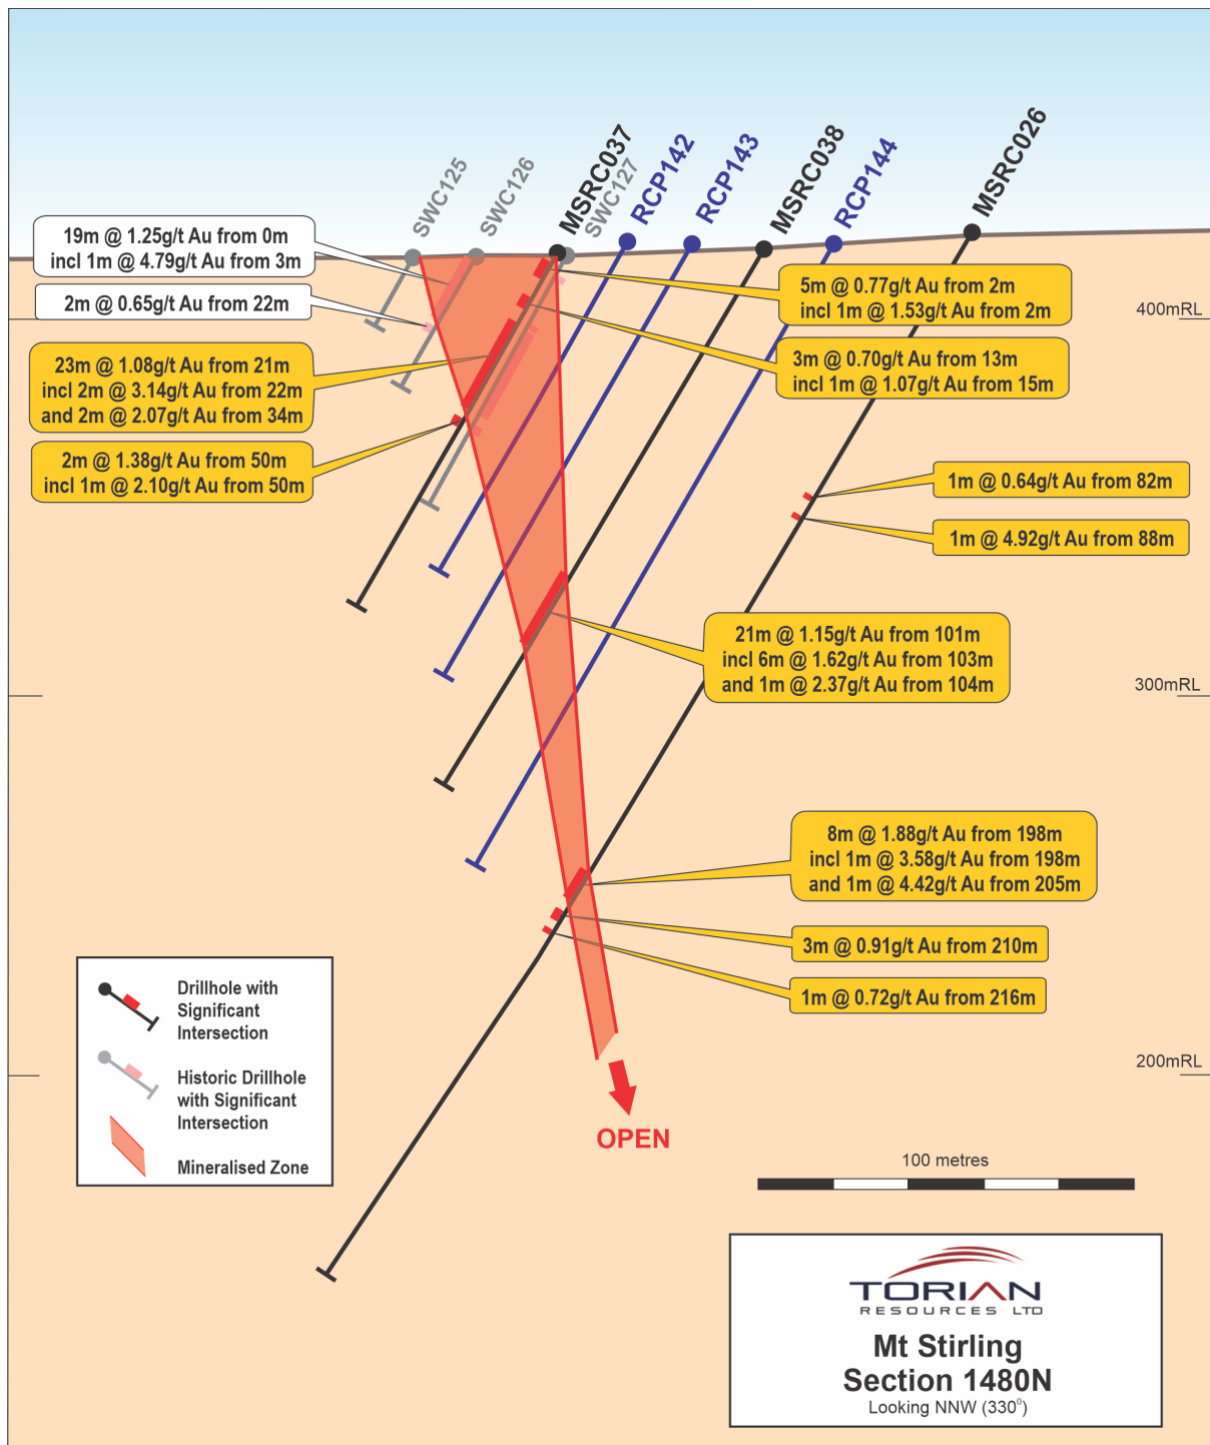 SWC125
SWC126
MSRC037
SWC127
RCP142
RCP143
MSRC038
RCP144
MSRC026
19m @ 1.25g/t Au from 0m
incl 1m @ 4.79g/t Au from 3m
2m @ 0.65g/t Au from 22m
23m @ 1.08g/t Au from 21m
incl 2m @ 3.14g/t Au from 22m
and 2m @ 2.07g/t Au from 34m
2m @ 1.38g/t Au from 50m
incl 1m @ 2.10g/t Au from 50m
5m @ 0.77g/t Au from 2m
incl 1m @ 1.53g/t Au from 2m
400mRL
3m @ 0.70g/t Au from 13m
incl 1m @ 1.07g/t Au from 15m
1m @ 0.64g/t Au from 82m
1m @ 4.92g/t Au from 88m
21m @ 1.15g/t Au from 101m
incl 6m @ 1.62g/t Au from 103m
and 1m @ 2.37g/t Au from 104m
300mRL
8m @ 1.88g/t Au from 198m
incl 1m @ 3.58g/t Au from 198m
and 1m @ 4.42g/t Au from 205m
3m @ 0.91g/t Au from 210m
1m @ 0.72g/t Au from 216m
200mRL
OPEN
Drillhole with
Significant
Intersection
Historic Drillhole
with Significant
Intersection
Mineralised Zone
100 metres
TORIAN
RESOURCES LTD
Mt Stirling
Section 1480N
Looking NNW (330⁰)